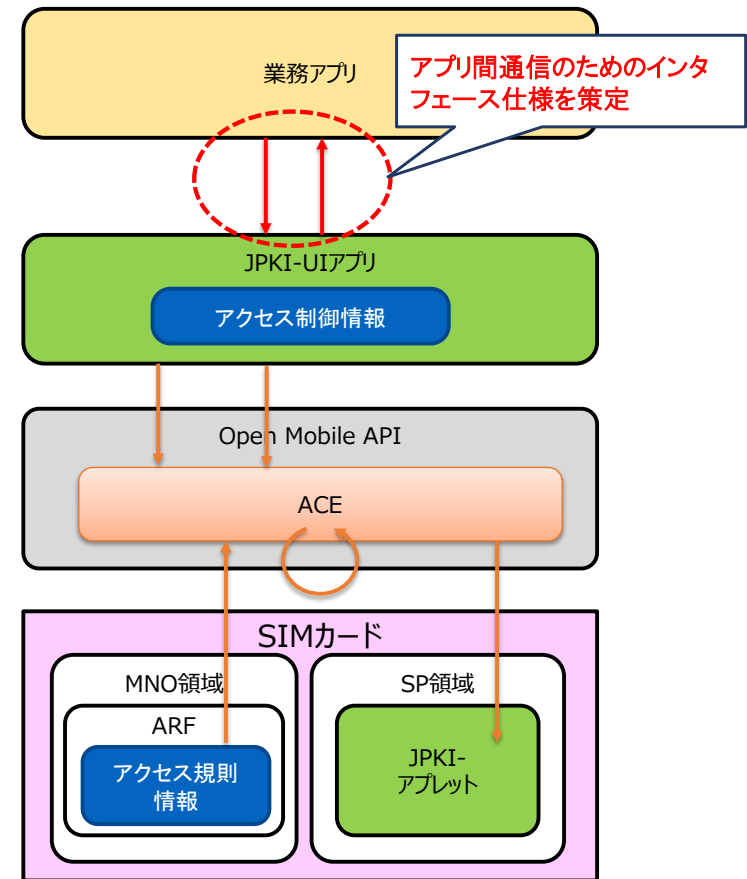 業務アプリ
アプリ間通信のためのインタ
フェース仕様を策定
JPKI-UIアプリ
アクセス制御情報
Open Mobile API
ACE
SIMカード
MNO領域
ARF
アクセス規則
情報
SP領域
JPKI-
アプレット